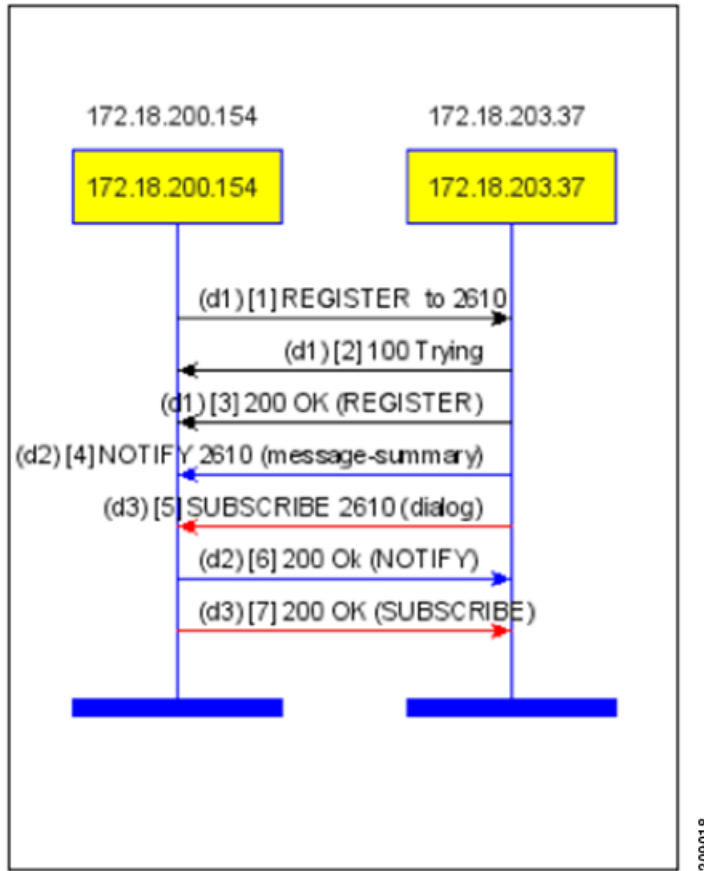 172.18.200.154 172.18.203.37
172.18.200.154 172.18.203.37
(d1)[1]REGISTER to 2610
(d1)[2]100 Trying
(d1)[3]200 OK (REGISTER)
(d2)[4]NOTIFY 2610 (message-summary)
(d3)[5]SUBSCRIBE 2610 (dialog)
(d2)[6]200 Ok (NOTIFY)
(d3)[7]200 OK (SUBSCRIBE)